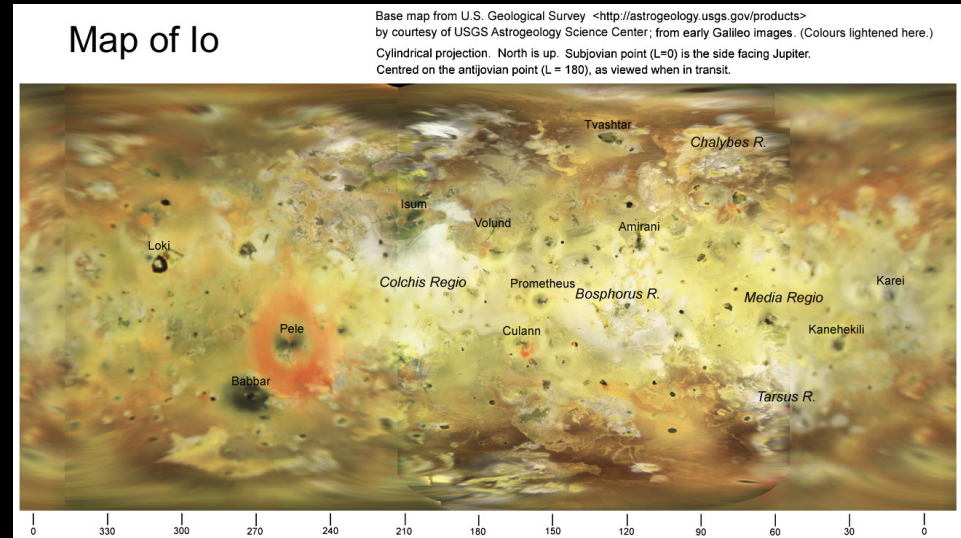 Map of Io
Base map from U.S. Geological Survey <http://astrogeology.usgs.gov/products>
by courtesy of USGS Astrogeology Science Center; from early Galileo images. (Colours lightened here.)
Cylindrical projection. North is up. Subjovian point (L=0) is the side facing Jupiter.
Centred on the antijovian point (L = 180), as viewed when in transit.
Tvashtar
Chalybes R.
Isum
Volund
Amirani
Loki
Colchis Regio
Prometheus
Bosphorus R.
Media Regio
Karei
Pele
Culann
Kanehekili
Babbar
Tarsus R.
0 330 300 270 240 210 180 150 120 90 60 30 0